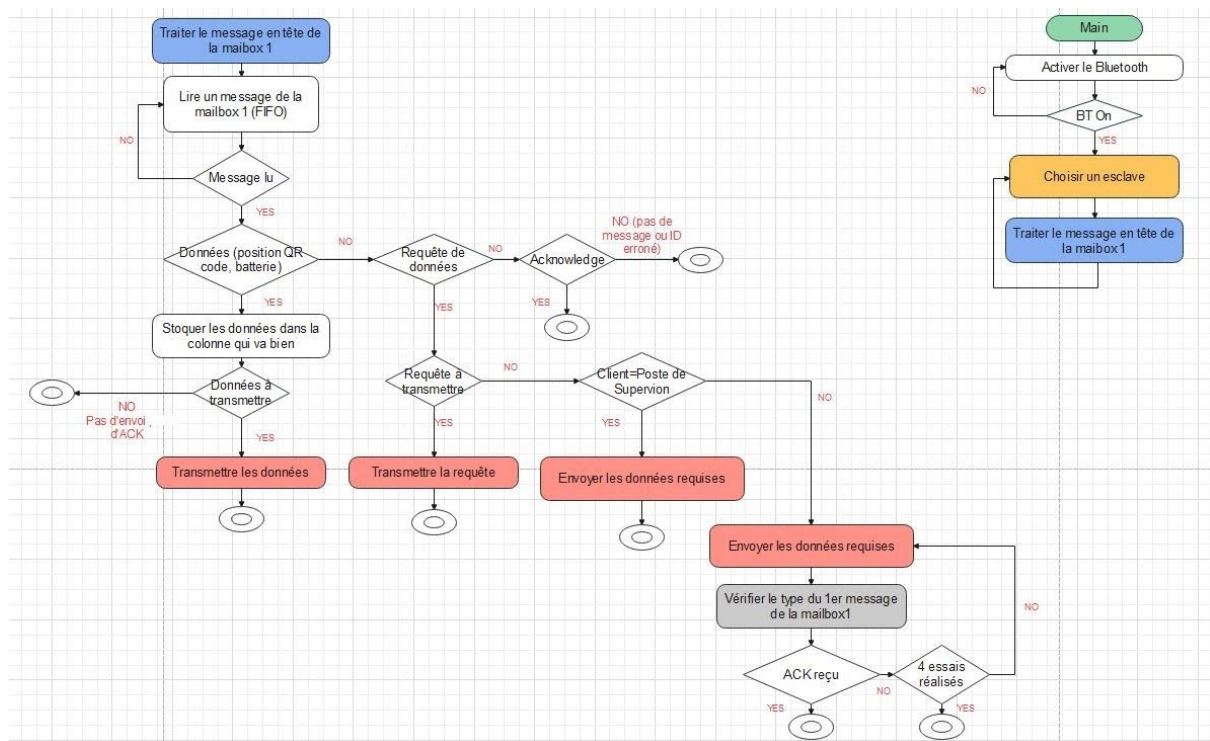 Traiter le message en tête de
la maibox 1
Lire un message de la
mailbox 1 (FIFO)
NO
Message lu
YES
Données (position QR
code, batterie)
NO
Requête de
données
NO
Acknowledge
NO (pas de
message ou ID
erroné)
YES
YES
YES
Stoquer les données dans la
colonne qui va bien
Données à
transmettre
NO
Pas d'envoi
d'ACK
YES
Transmettre les données
Requête à
transmettre
NO
YES
Transmettre la requête
Client=Poste de
Supervion
NO
YES
Envoyer les données requises
Envoyer les données requises
Vérifier le type du 1er message
de la mailbox1
ACK reçu
NO
YES
4 essais
réalisés
NO
YES
Main
Activer le Bluetooth
NO
BT On
YES
Choisir un esclave
Traiter le message en tête de
la maibox 1